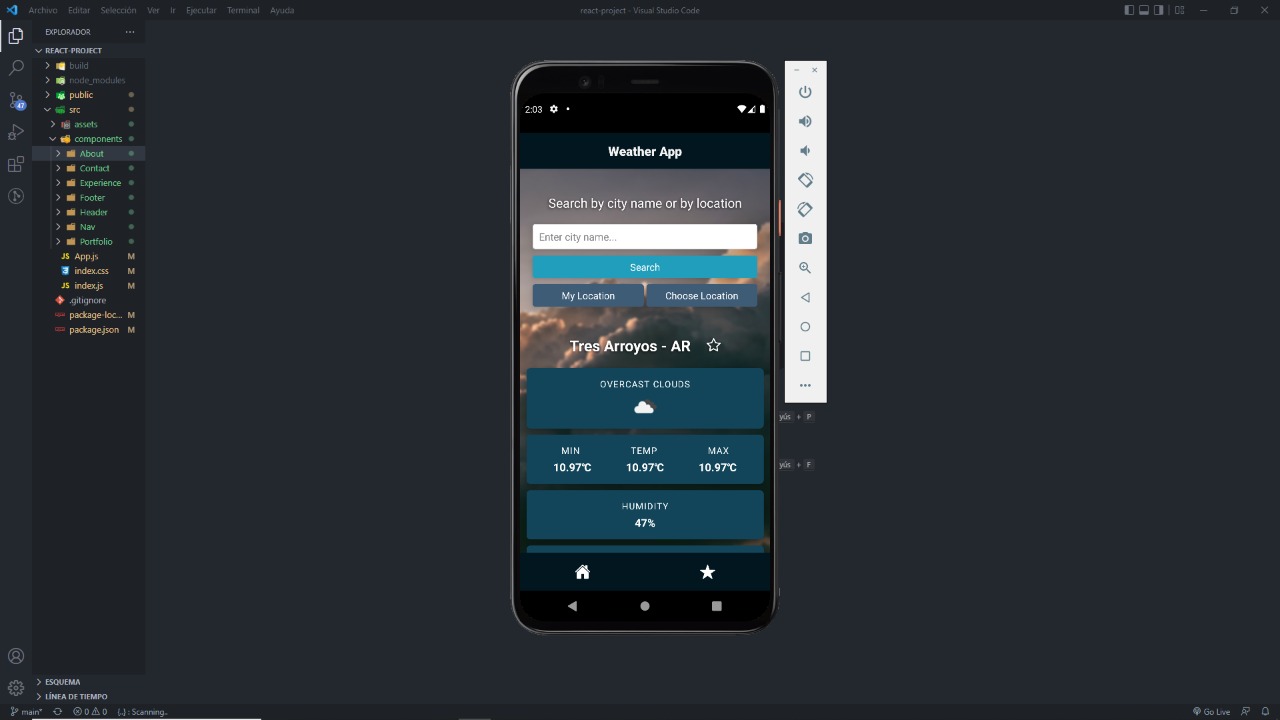 Archivo Editar Selección Ver Ir Ejecutar Terminal Ayuda
react-project - Visual Studio Code
EXPLORADOR
REACT-PROJECT
build
node_modules
public
src
assets
components
About
Contact
Experience
Footer
Header
Nav
Portfolio
JS App.js M
index.css M
JS index.js M
.gitignore
package-loc... M
package.json M
47
ESQUEMA
LÍNEA DE TIEMPO
main* 0 0 {..} : Scanning..
Go Live
2:03
Weather App
Search by city name or by location
Enter city name...
Search
My Location Choose Location
Tres Arroyos - AR
OVERCAST CLOUDS
MIN TEMP MAX
10.97℃ 10.97℃ 10.97℃
HUMIDITY
47%
yús + P
yús + F